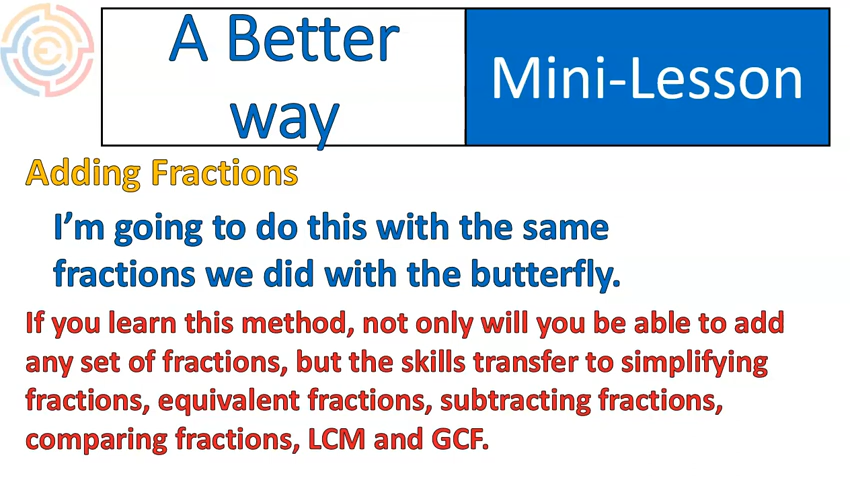 A Better
way
Mini-Lesson
Adding Fractions
I'm going to do this with the same
fractions we did with the butterfly.
If you learn this method, not only will you be able to add
any set of fractions, but the skills transfer to simplifying
fractions, equivalent fractions, subtracting fractions,
comparing fractions, LCM and GCF.